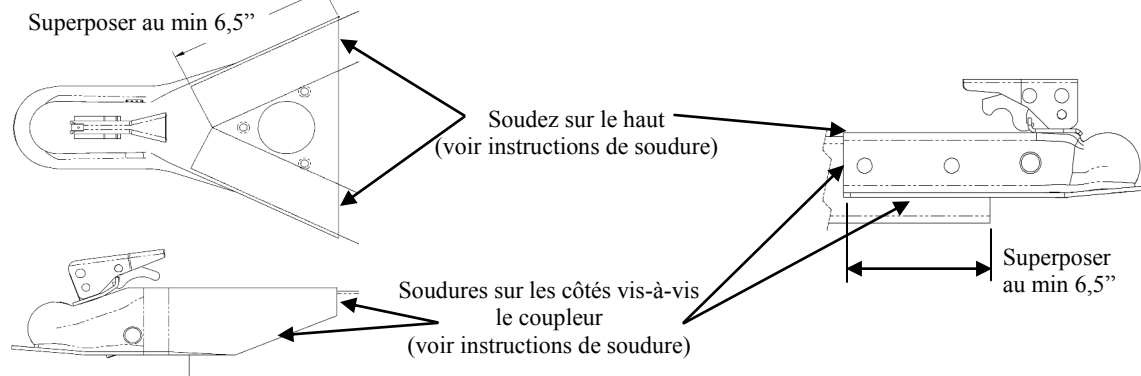 Superposer au min 6,5”
Soudez sur le haut
(voir instructions de soudure)
Superposer
au min 6,5”
Soudures sur les côtés vis-à-vis
le coupleur
(voir instructions de soudure)